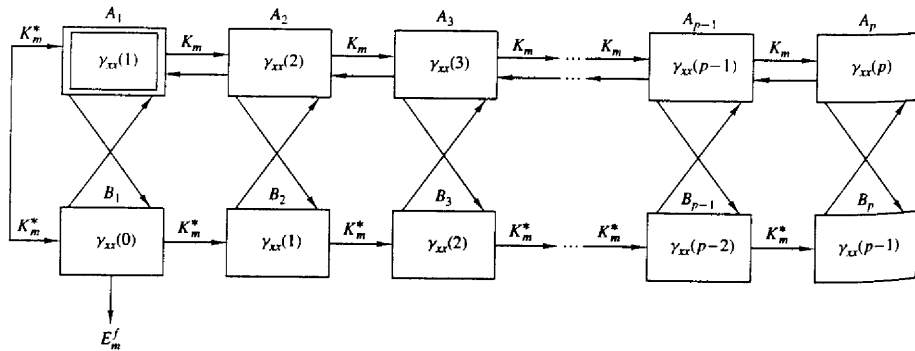 A₁ A₂ A₃ Aₚ₋₁ Aₚ
K*ₘ Kₘ Kₘ Kₘ ... Kₘ Kₘ
γₓₓ(1) γₓₓ(2) γₓₓ(3) ... γₓₓ(p−1) γₓₓ(p)
B₁ B₂ B₃ Bₚ₋₁ Bₚ
K*ₘ K*ₘ K*ₘ K*ₘ ... K*ₘ K*ₘ
γₓₓ(0) γₓₓ(1) γₓₓ(2) γₓₓ(p−2) γₓₓ(p−1)
Eᶠₘ